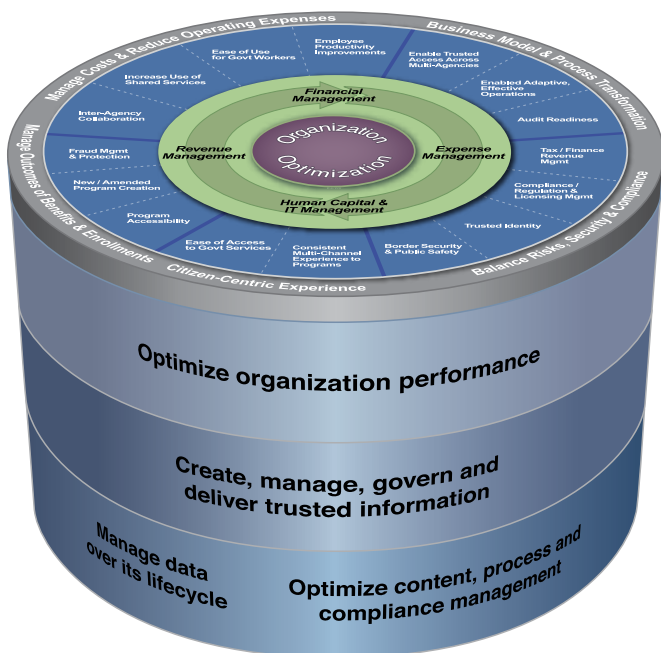 Manage Costs & Reduce Operating Expenses
Business Model & Process Transformation
Balance Risks, Security & Compliance
Citizen-Centric Experience
Manage Outcomes of Benefits & Enrollments
Employee
Productivity
Improvements
Ease of Use
for Govt Workers
Increase Use of
Shared Services
Inter-Agency
Collaboration
Enable Trusted
Access Across
Multi-Agencies
Enabled Adaptive,
Effective
Operations
Audit Readiness
Tax / Finance
Revenue
Mgmt
Compliance /
Regulation &
Licensing Mgmt
Trusted Identity
Border Security
& Public Safety
Consistent
Multi-Channel
Experience to
Programs
Ease of Access
to Govt Services
Program
Accessibility
New / Amended
Program Creation
Fraud Mgmt
& Protection
Financial
Management
Revenue
Management
Expense
Management
Human Capital &
IT Management
Organization
Optimization
Optimize organization performance
Create, manage, govern and
deliver trusted information
Manage data
over its lifecycle
Optimize content, process and
compliance management